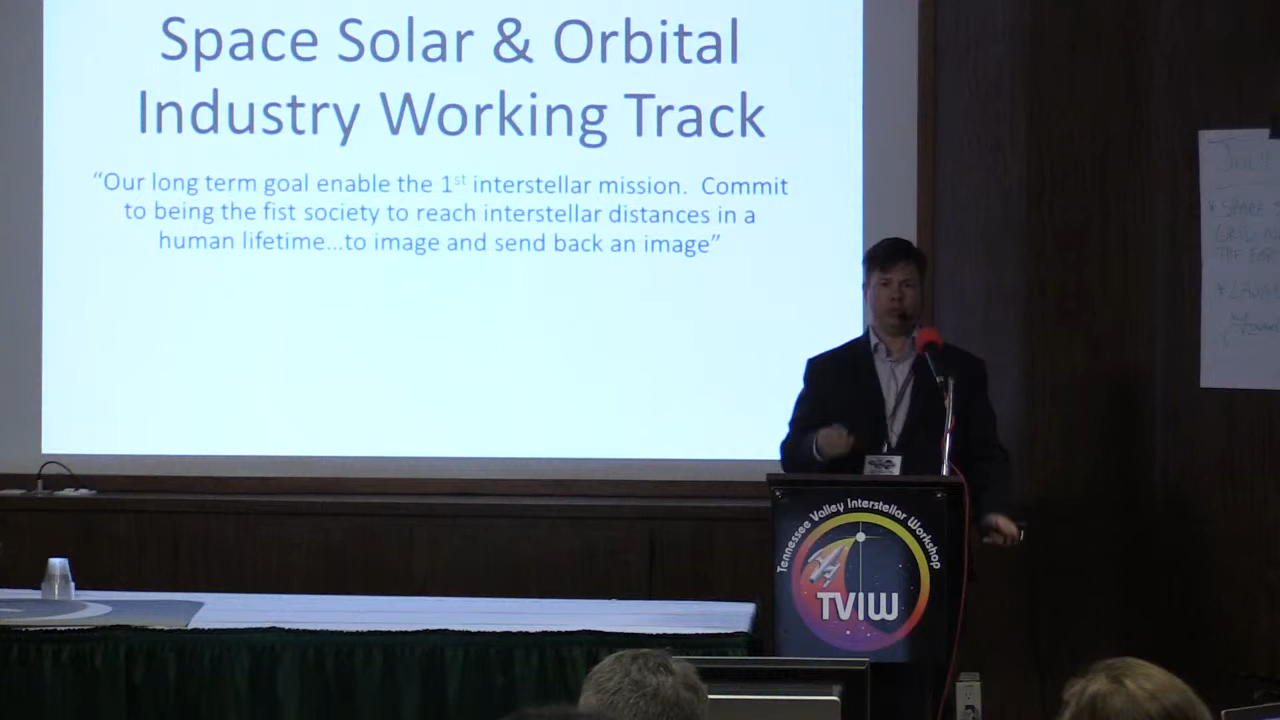 Space Solar & Orbital
Industry Working Track
“Our long term goal enable the 1st interstellar mission. Commit
to being the fist society to reach interstellar distances in a
human lifetime...to image and send back an image”
Tennessee Valley Interstellar Workshop
TVIW